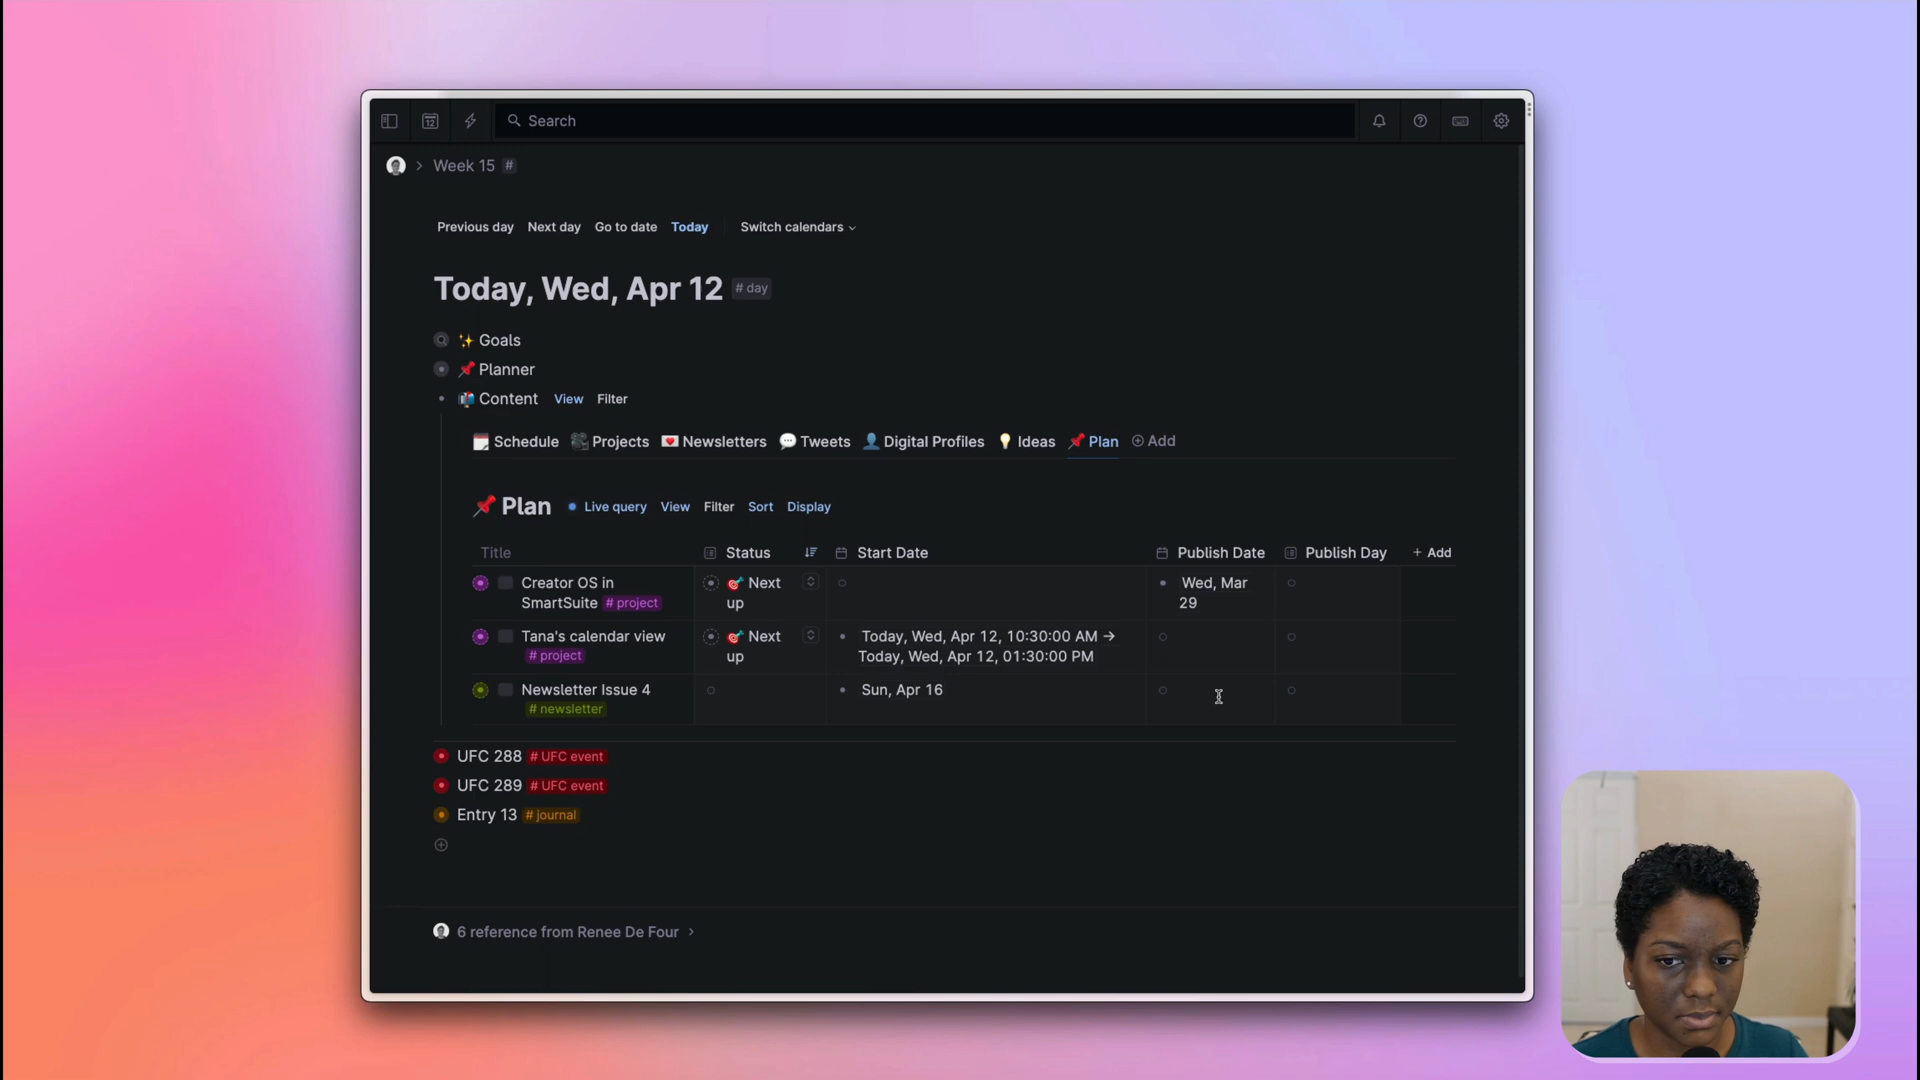 12
Search
Week 15 #
Previous day Next day Go to date Today Switch calendars
Today, Wed, Apr 12 # day
✨ Goals
📌 Planner
📬 Content View Filter
Schedule Projects Newsletters Tweets Digital Profiles Ideas Plan Add
📌 Plan Live query View Filter Sort Display
Title Status Start Date Publish Date Publish Day + Add
Creator OS in
SmartSuite # project
🎯 Next
up
Wed, Mar
29
Tana's calendar view
# project
🎯 Next
up
Today, Wed, Apr 12, 10:30:00 AM →
Today, Wed, Apr 12, 01:30:00 PM
Newsletter Issue 4
# newsletter
Sun, Apr 16
UFC 288 # UFC event
UFC 289 # UFC event
Entry 13 # journal
6 reference from Renee De Four